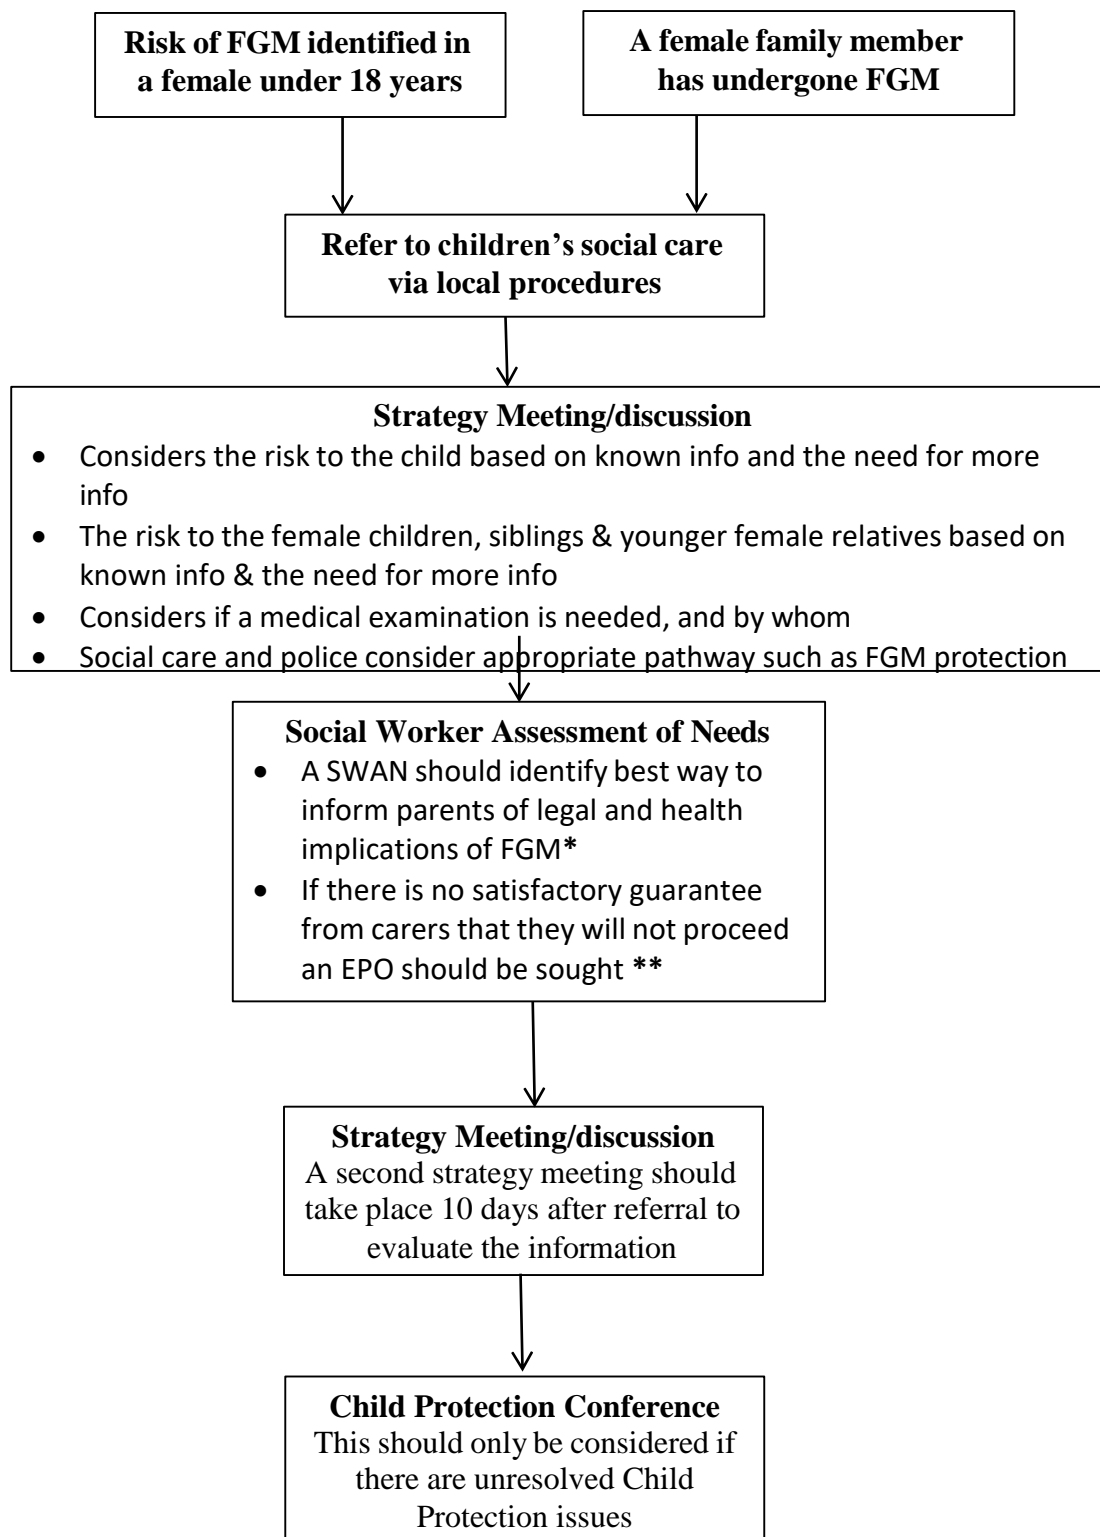 Risk of FGM identified in
a female under 18 years
A female family member
has undergone FGM
Refer to children’s social care
via local procedures
Strategy Meeting/discussion
• Considers the risk to the child based on known info and the need for more
info
• The risk to the female children, siblings & younger female relatives based on
known info & the need for more info
• Considers if a medical examination is needed, and by whom
• Social care and police consider appropriate pathway such as FGM protection
Social Worker Assessment of Needs
• A SWAN should identify best way to
inform parents of legal and health
implications of FGM*
• If there is no satisfactory guarantee
from carers that they will not proceed
an EPO should be sought **
Strategy Meeting/discussion
A second strategy meeting should
take place 10 days after referral to
evaluate the information
Child Protection Conference
This should only be considered if
there are unresolved Child
Protection issues